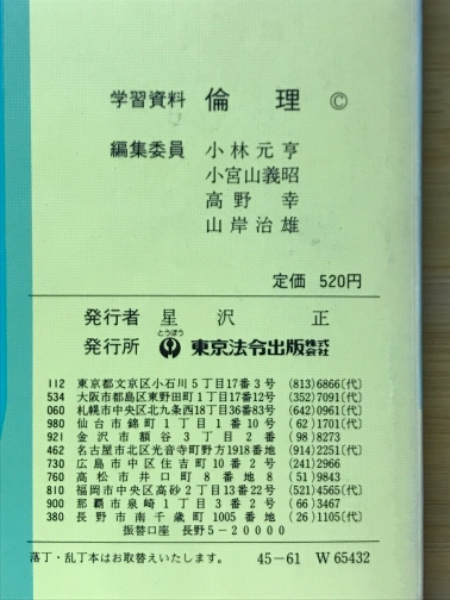 学習資料 倫理 ©
編集委員 小林元亨
小宮山義昭
高野幸
山岸治雄
定価 520円
発行者 星沢正
とうほう
発行所 東京法令出版株式会社
112 東京都文京区小石川5丁目17番3号 (813)6866〔代〕
534 大阪市都島区東野田町1丁目17番12号 (352)7091〔代〕
060 札幌市中央区北九条西18丁目36番83号 (642)0961〔代〕
980 仙台市錦町1丁目1番10号 (62)1701〔代〕
921 金沢市額谷3丁目2番 (98)8273
462 名古屋市北区光音寺町野方1918番地 (914)2251〔代〕
730 広島市中区住吉町10番2号 (241)2966
760 高松市井口町8番地8 (51)9843
810 福岡市中央区高砂2丁目13番22号 (521)4565〔代〕
900 那覇市泉崎1丁目3番2号 (66)3467
380 長野市南千歳町1005番地 (26)1105〔代〕
振替口座 長野5-20000
落丁・乱丁本はお取替えいたします。 45-61 W 65432